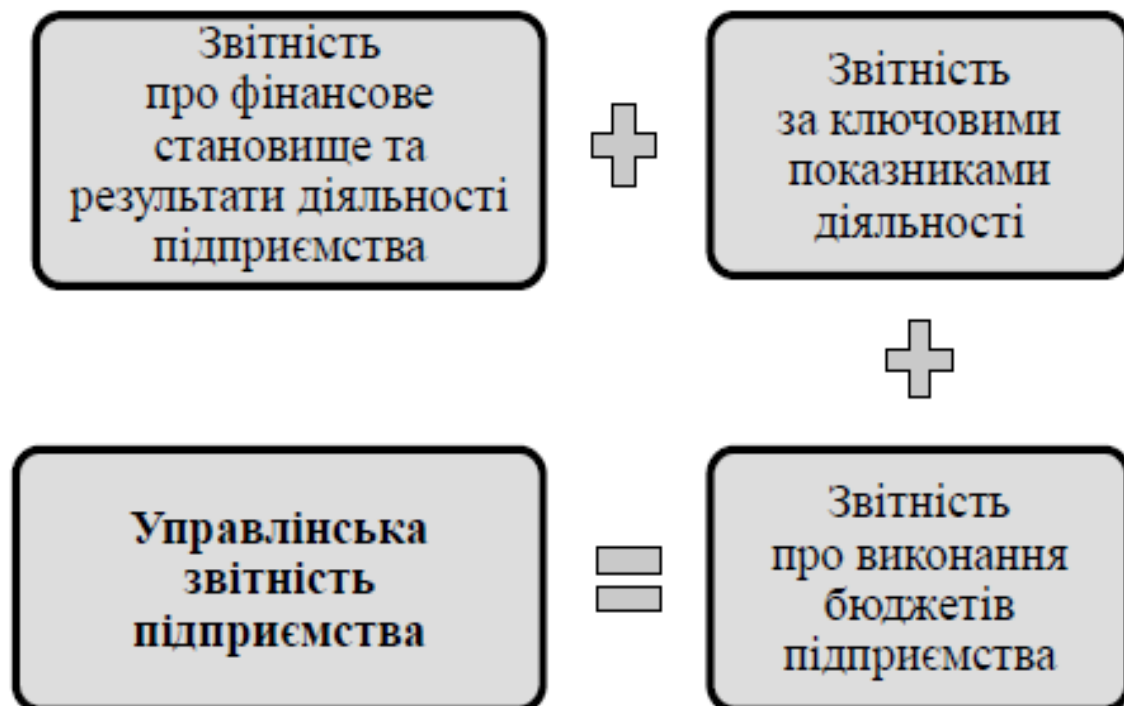 Звітність
про фінансове
становище та
результати діяльності
підприємства
Звітність
за ключовими
показниками
діяльності
Управлінська
звітність
підприємства
Звітність
про виконання
бюджетів
підприємства